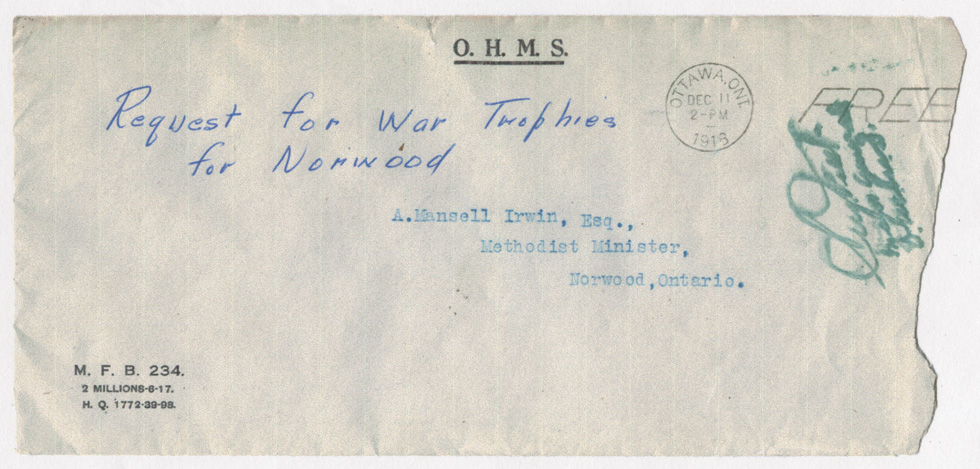 O. H. M. S.
Request for War Trophies
for Norwood
OTTAWA, ONT.
DEC 11
2-PM
1918
FREE
A.Mansell Irwin, Esq.,
Methodist Minister,
Norwood,Ontario.
M. F. B. 234.
2 MILLIONS-6-17.
H. Q. 1772-39-98.